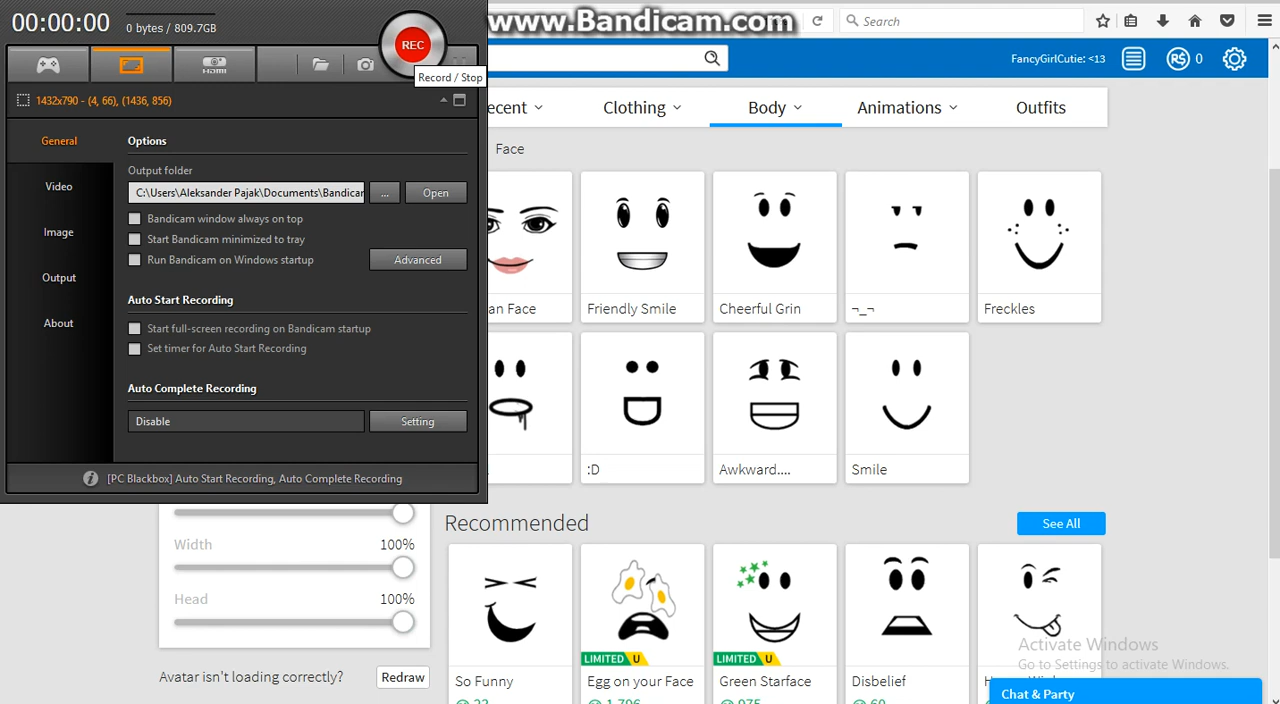 00:00:00
0 bytes / 809.7GB
www.Bandicam.com
Search
REC
Record / Stop
FancyGirlCutie: <13
R$ 0
HDMI
1432x790 - (4, 66), (1436, 856)
ecent
Clothing
Body
Animations
Outfits
General
Video
Image
Output
About
Options
Output folder
C:\Users\Aleksander Pajak\Documents\Bandicam
...
Open
Bandicam window always on top
Start Bandicam minimized to tray
Run Bandicam on Windows startup
Advanced
Auto Start Recording
Start full-screen recording on Bandicam startup
Set timer for Auto Start Recording
Auto Complete Recording
Disable
Setting
[PC Blackbox] Auto Start Recording, Auto Complete Recording
Face
an Face
Friendly Smile
Cheerful Grin
¬_¬
Freckles
:D
Awkward....
Smile
Width
100%
Head
100%
Avatar isn't loading correctly?
Redraw
Recommended
See All
LIMITED U
LIMITED U
So Funny
Egg on your Face
Green Starface
Disbelief
1,796
975
60
Activate Windows
Go to Settings to activate Windows.
Chat & Party